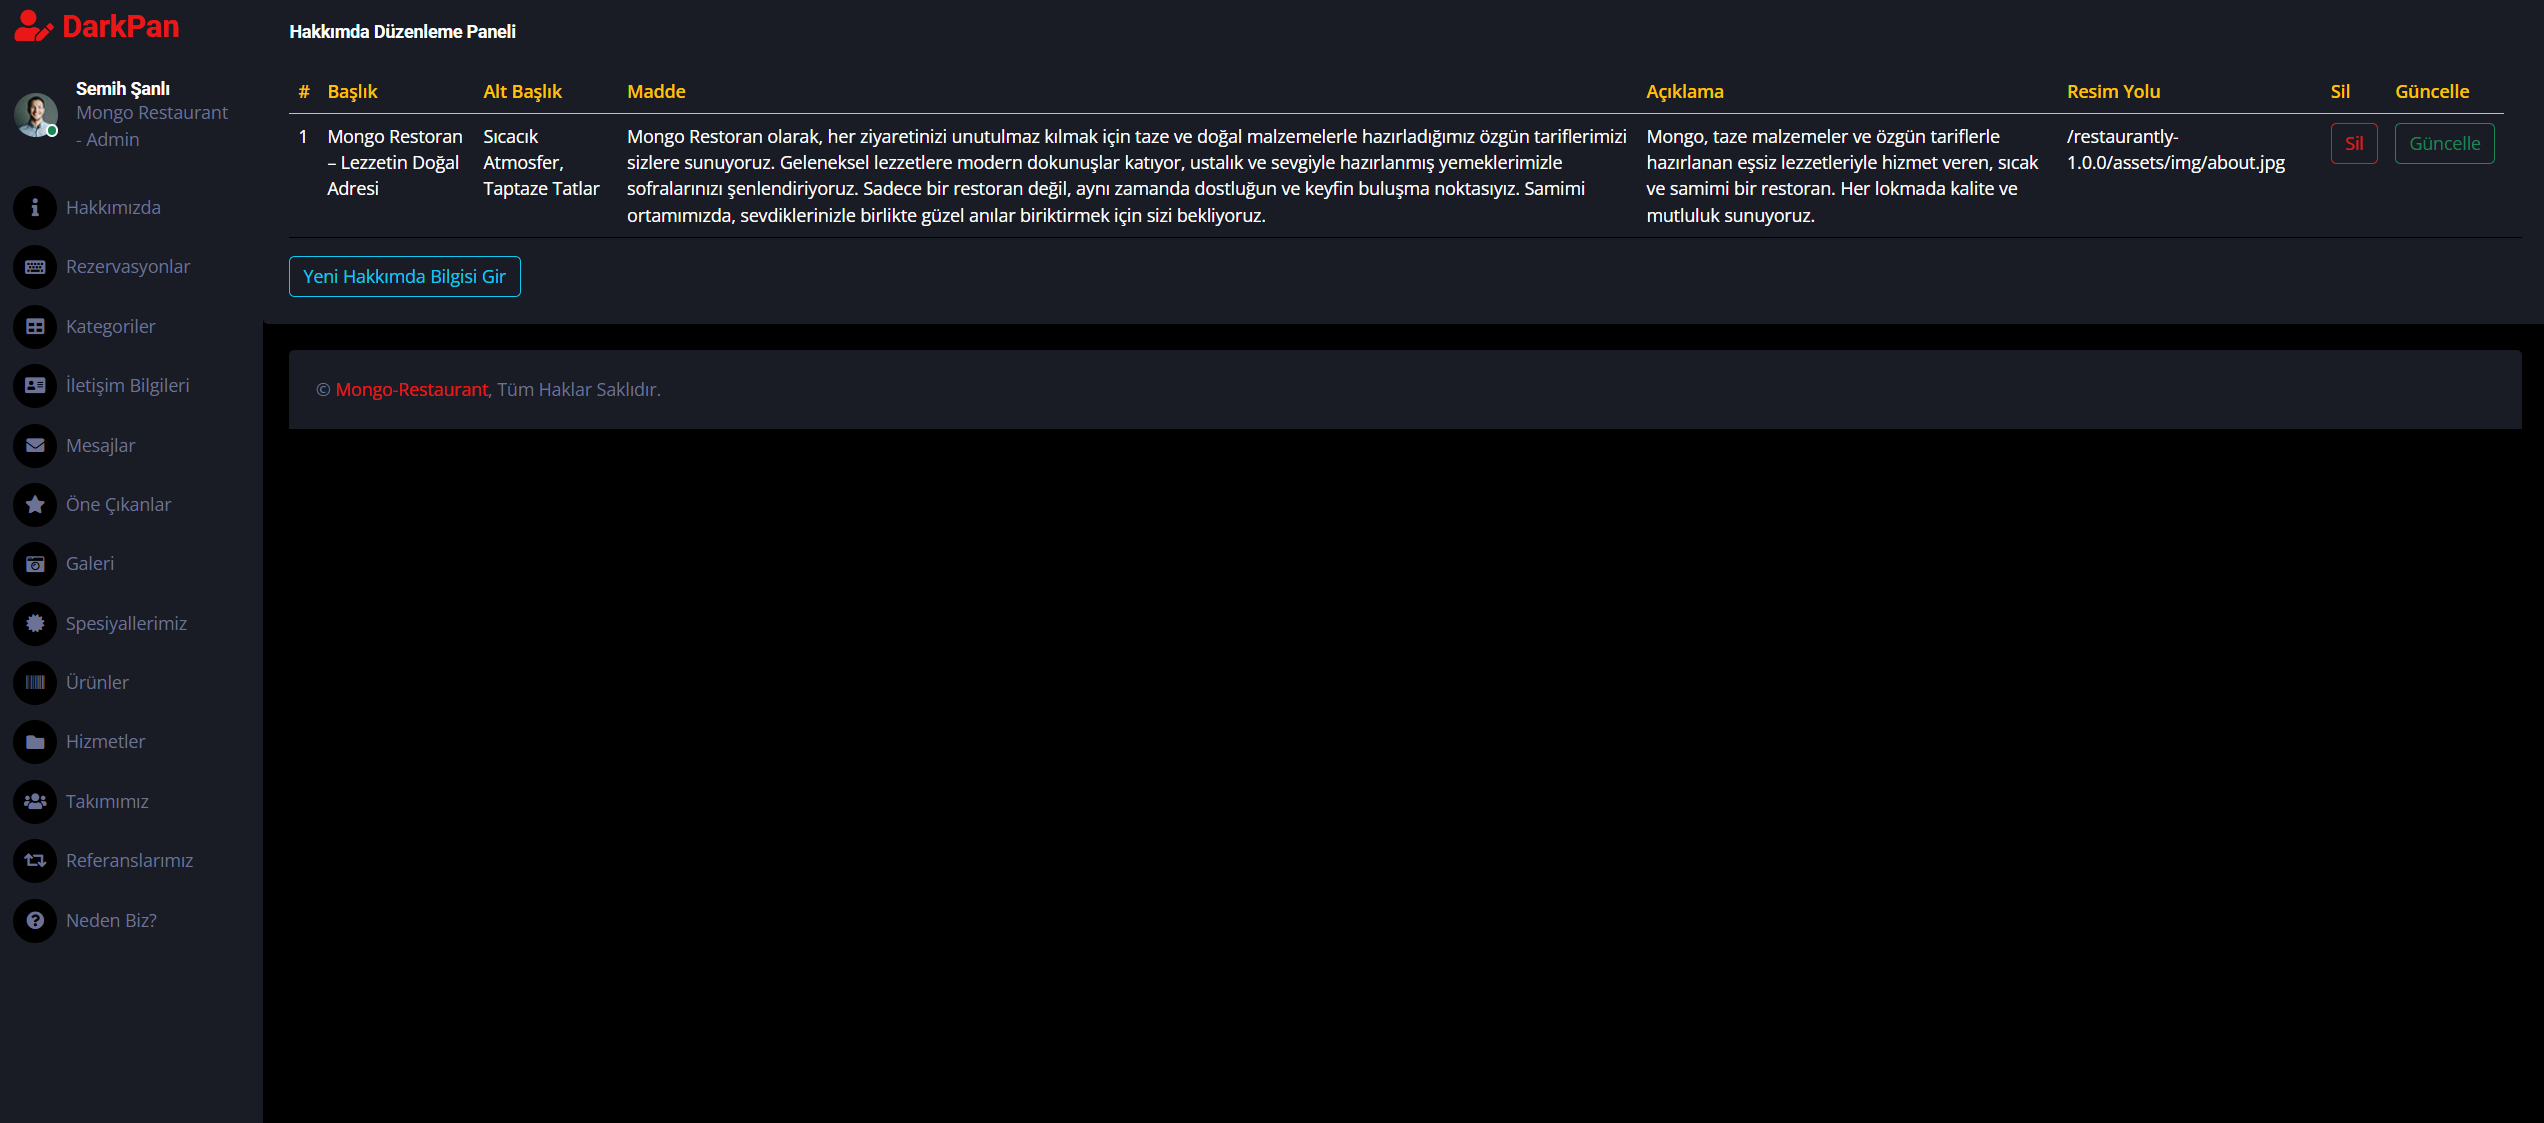 DarkPan
Semih Şanlı
Mongo Restaurant
- Admin
Hakkımızda
Rezervasyonlar
Kategoriler
İletişim Bilgileri
Mesajlar
Öne Çıkanlar
Galeri
Spesiyallerimiz
Ürünler
Hizmetler
Takımımız
Referanslarımız
Neden Biz?
Hakkımda Düzenleme Paneli
# Başlık Alt Başlık Madde Açıklama Resim Yolu Sil Güncelle
1
Mongo Restoran
– Lezzetin Doğal
Adresi
Sıcacık
Atmosfer,
Taptaze Tatlar
Mongo Restoran olarak, her ziyaretinizi unutulmaz kılmak için taze ve doğal malzemelerle hazırladığımız özgün tariflerimizi
sizlere sunuyoruz. Geleneksel lezzetlere modern dokunuşlar katıyor, ustalık ve sevgiyle hazırlanmış yemeklerimizle
sofralarınızı şenlendiriyoruz. Sadece bir restoran değil, aynı zamanda dostluğun ve keyfin buluşma noktasıyız. Samimi
ortamımızda, sevdiklerinizle birlikte güzel anılar biriktirmek için sizi bekliyoruz.
Mongo, taze malzemeler ve özgün tariflerle
hazırlanan eşsiz lezzetleriyle hizmet veren, sıcak
ve samimi bir restoran. Her lokmada kalite ve
mutluluk sunuyoruz.
/restaurantly-
1.0.0/assets/img/about.jpg
Sil
Güncelle
Yeni Hakkımda Bilgisi Gir
© Mongo-Restaurant, Tüm Haklar Saklıdır.